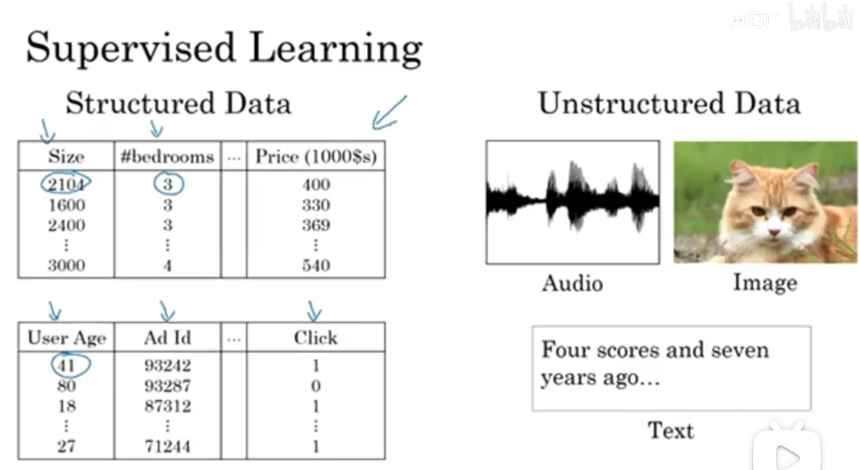 Supervised Learning
Structured Data
Size #bedrooms ... Price (1000$s)
2104 3 400
1600 3 330
2400 3 369
⋮ ⋮ ⋮
3000 4 540
User Age Ad Id ... Click
41 93242 1
80 93287 0
18 87312 1
⋮ ⋮ ⋮
27 71244 1
Unstructured Data
Audio
Image
Four scores and seven
years ago...
Text